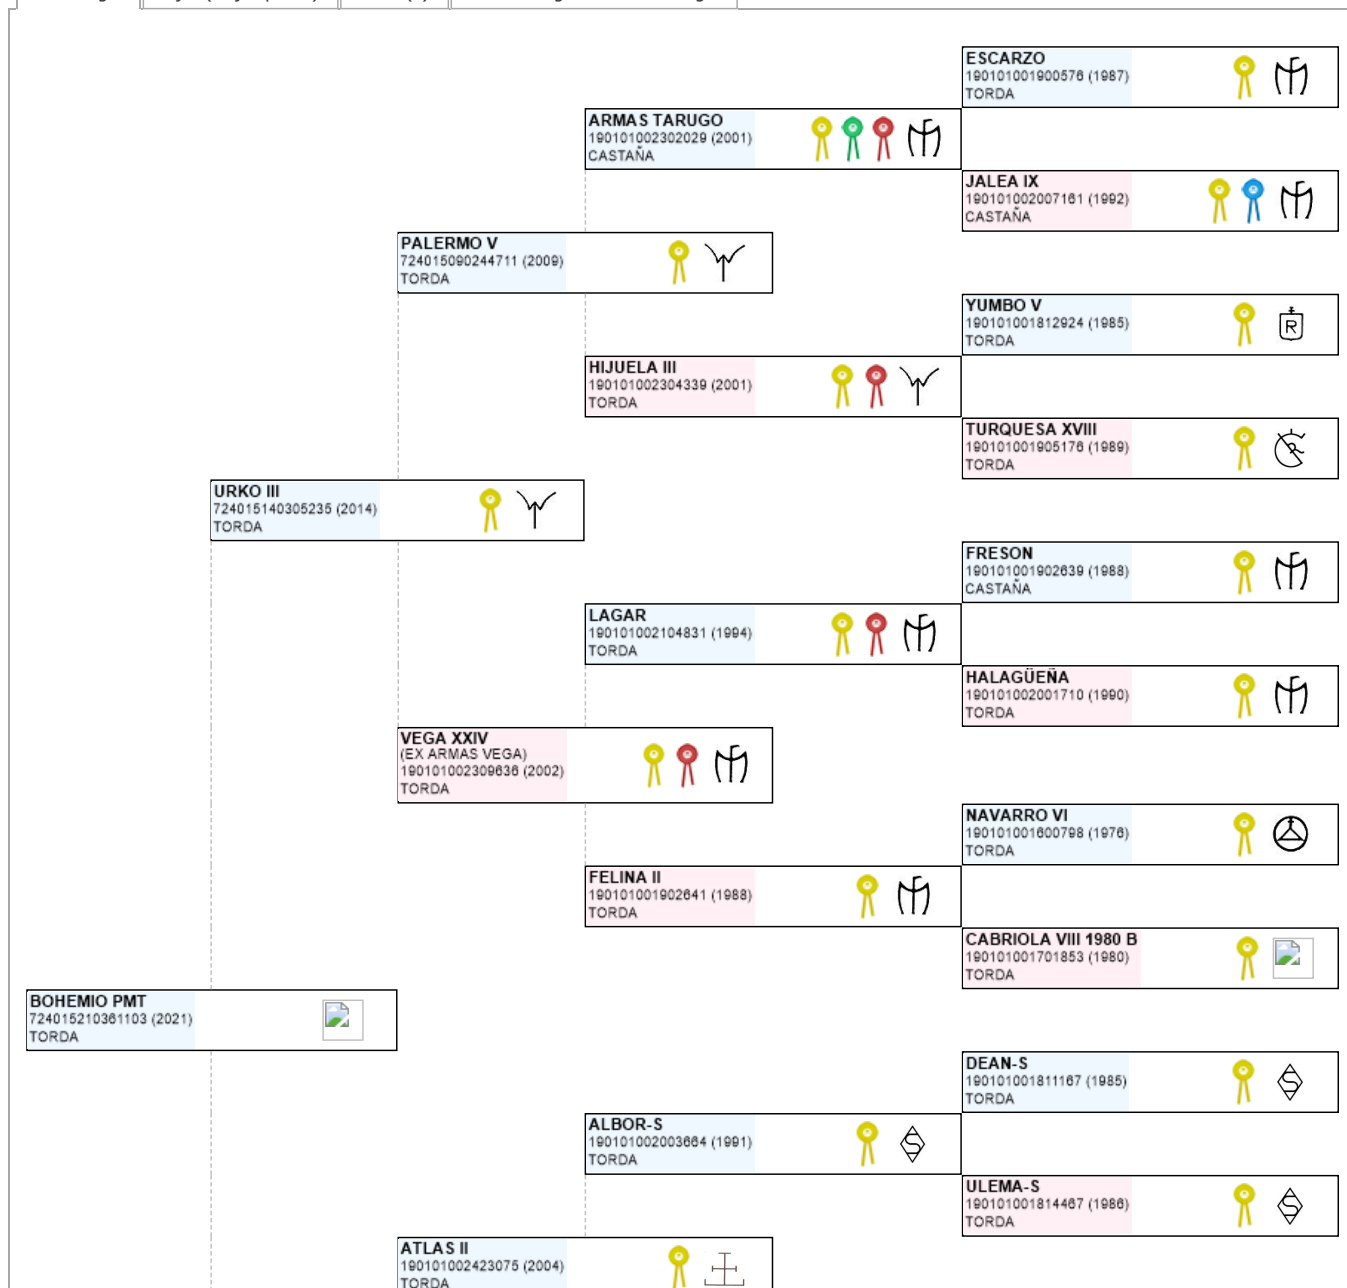 ESCARZO
190101001900576 (1987)
TORDA
ARMAS TARUGO
190101002302029 (2001)
CASTAÑA
JALEA IX
190101002007161 (1992)
CASTAÑA
PALERMO V
724015090244711 (2009)
TORDA
YUMBO V
190101001812924 (1985)
TORDA
R
HIJUELA III
190101002304339 (2001)
TORDA
TURQUESA XVIII
190101001905176 (1989)
TORDA
URKO III
724015140305235 (2014)
TORDA
FRESON
190101001902639 (1988)
CASTAÑA
LAGAR
190101002104831 (1994)
TORDA
HALAGÜEÑA
190101002001710 (1990)
TORDA
VEGA XXIV
(EX ARMAS VEGA)
190101002309636 (2002)
TORDA
NAVARRO VI
190101001600798 (1976)
TORDA
FELINA II
190101001902641 (1988)
TORDA
CABRIOLA VIII 1980 B
190101001701853 (1980)
TORDA
BOHEMIO PMT
724015210361103 (2021)
TORDA
DEAN-S
190101001811167 (1985)
TORDA
ALBOR-S
190101002003664 (1991)
TORDA
ULEMA-S
190101001814467 (1986)
TORDA
ATLAS II
190101002423075 (2004)
TORDA